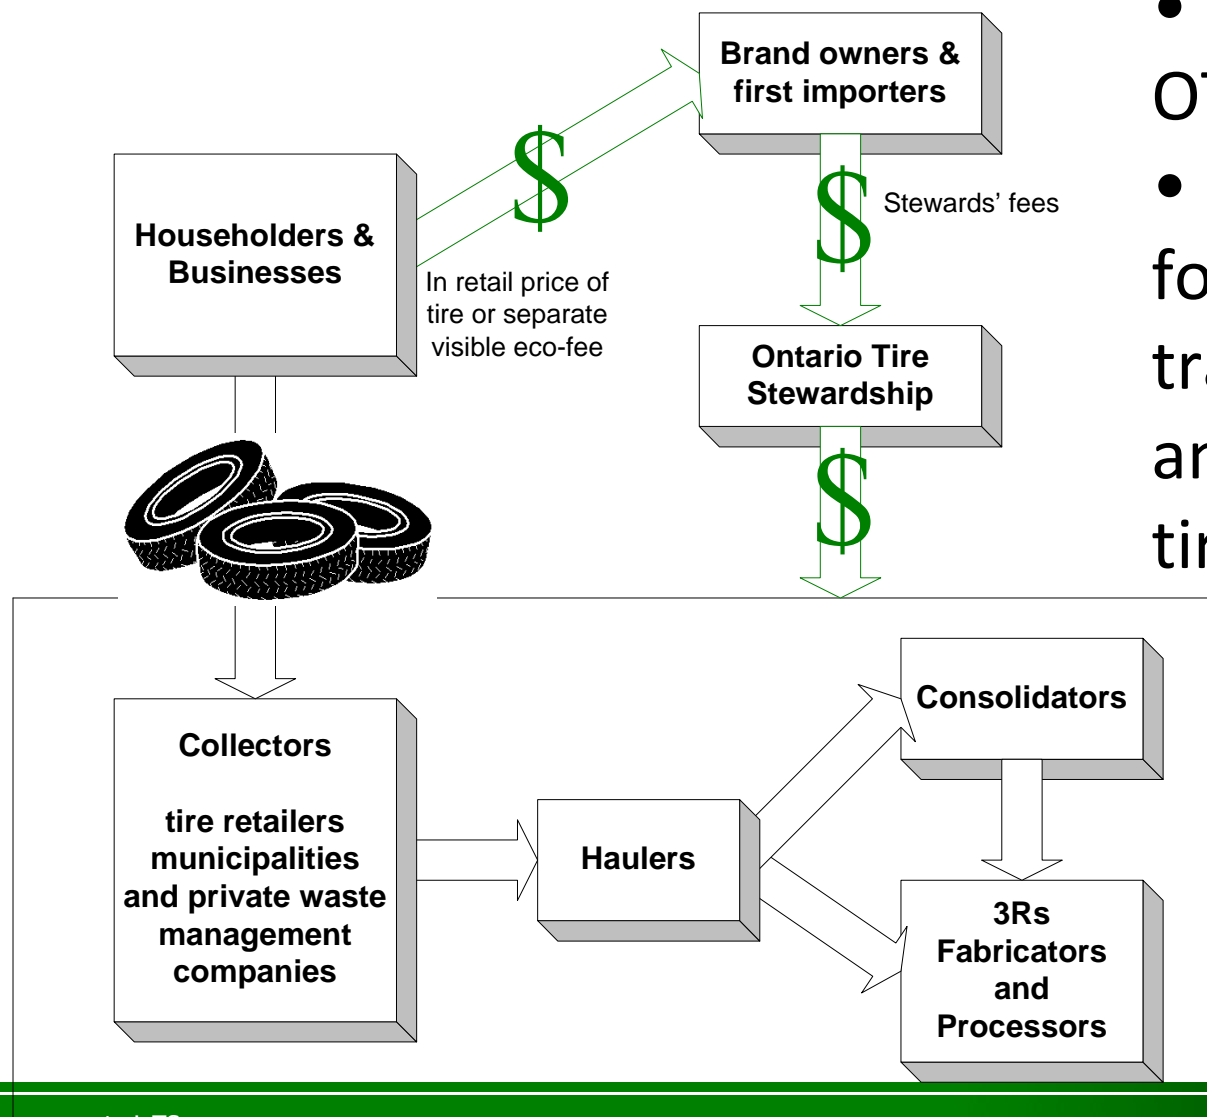 Brand owners &
first importers
$
Stewards’ fees
Householders &
Businesses
$
In retail price of
tire or separate
visible eco-fee
Ontario Tire
Stewardship
$
Collectors
tire retailers
municipalities
and private waste
management
companies
Haulers
Consolidators
3Rs
Fabricators
and
Processors